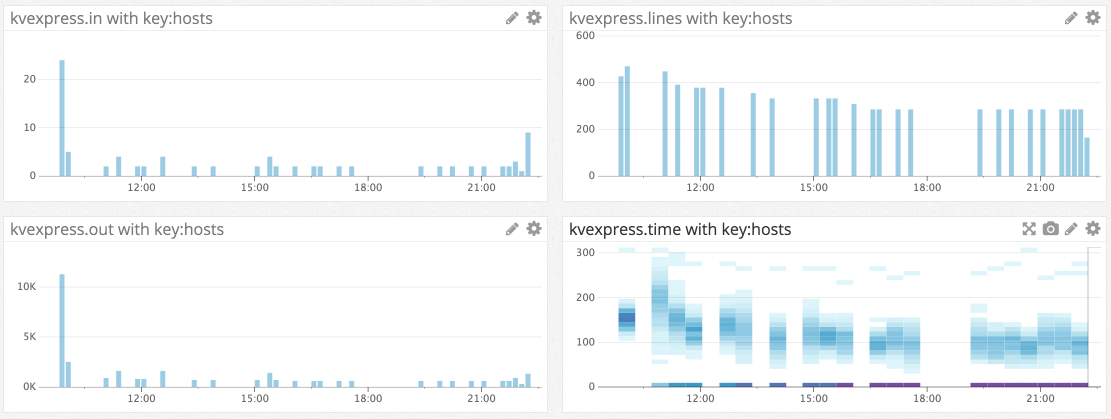 kvexpress.in with key:hosts
20
10
0
12:00 15:00 18:00 21:00
kvexpress.lines with key:hosts
600
400
200
0
12:00 15:00 18:00 21:00
kvexpress.out with key:hosts
10K
5K
0K
12:00 15:00 18:00 21:00
kvexpress.time with key:hosts
300
200
100
0
12:00 15:00 18:00 21:00